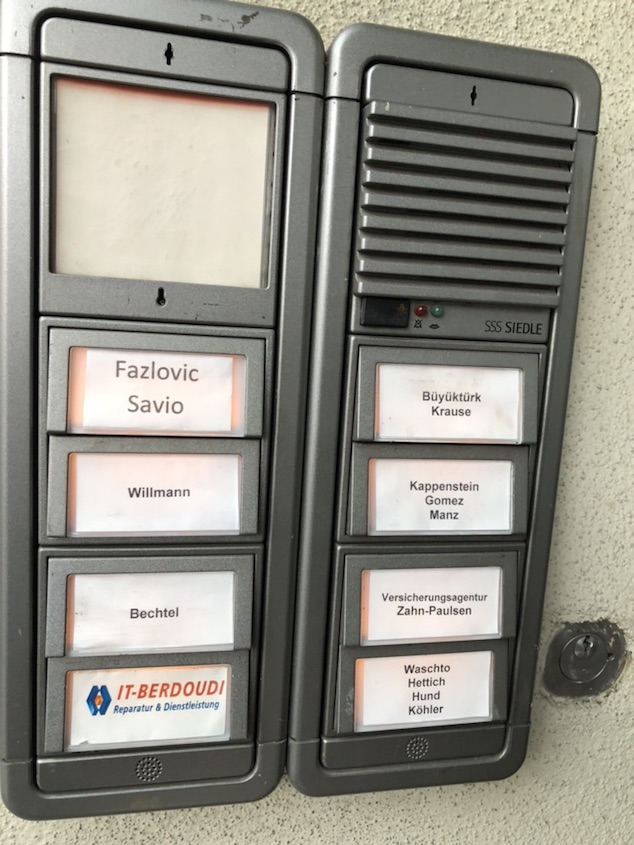 Fazlovic
Savio
Willmann
Bechtel
IT-BERDOUDI
Reparatur & Dienstleistung
SSS SIEDLE
Büyüktürk
Krause
Kappenstein
Gomez
Manz
Versicherungsagentur
Zahn-Paulsen
Waschto
Hettich
Hund
Köhler